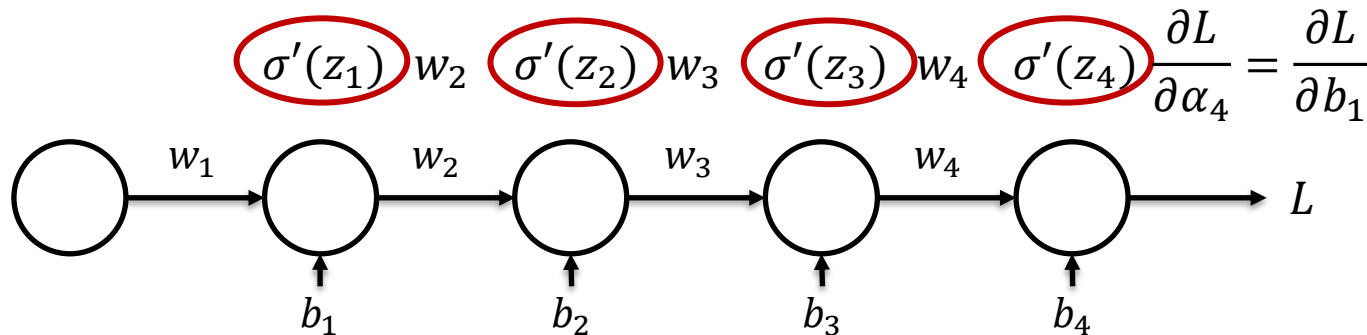 σ′(z₁) w₂ σ′(z₂) w₃ σ′(z₃) w₄ σ′(z₄) ∂L/∂α₄ = ∂L/∂b₁
w₁ w₂ w₃ w₄ L
b₁ b₂ b₃ b₄